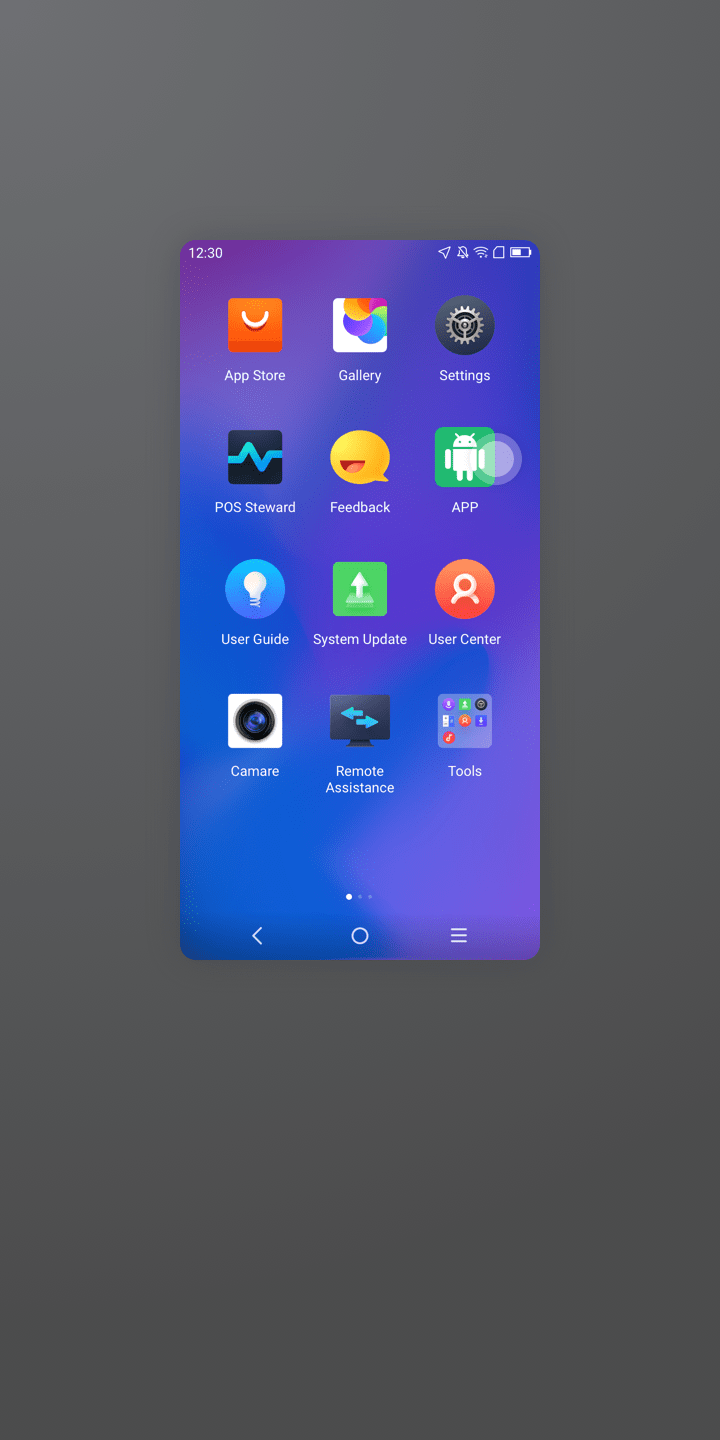 12:30
App Store
Gallery
Settings
POS Steward
Feedback
APP
User Guide
System Update
User Center
Camare
Remote
Assistance
Tools